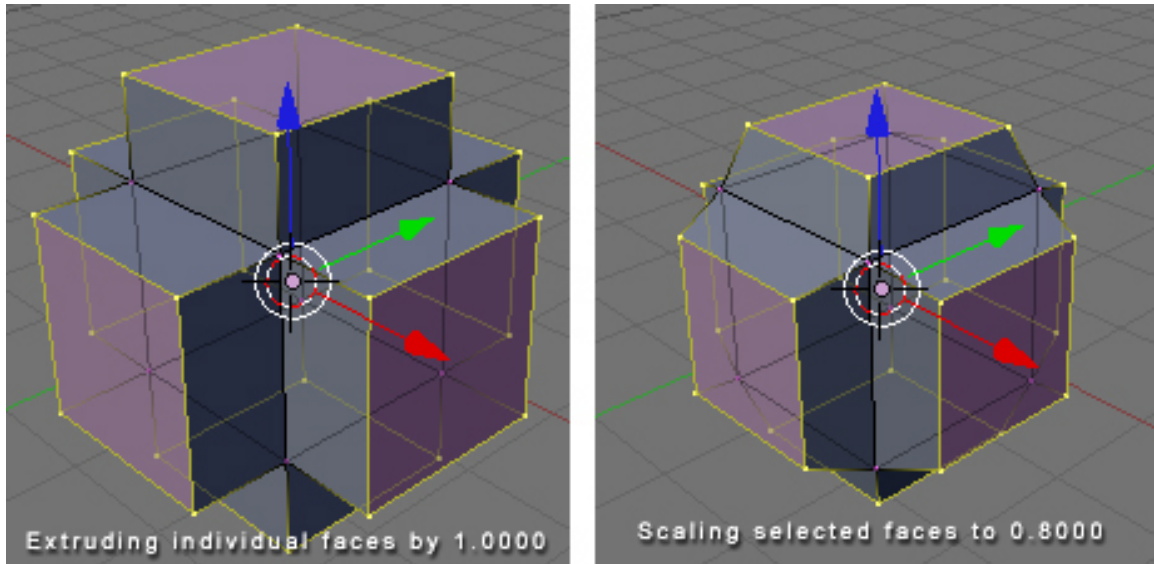 Extruding individual faces by 1.0000
Scaling selected faces to 0.8000